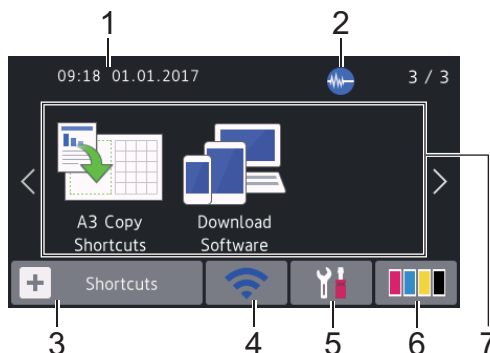 1
2
09:18 01.01.2017
3 / 3
A3 Copy
Shortcuts
Download
Software
Shortcuts
3
4
5
6
7